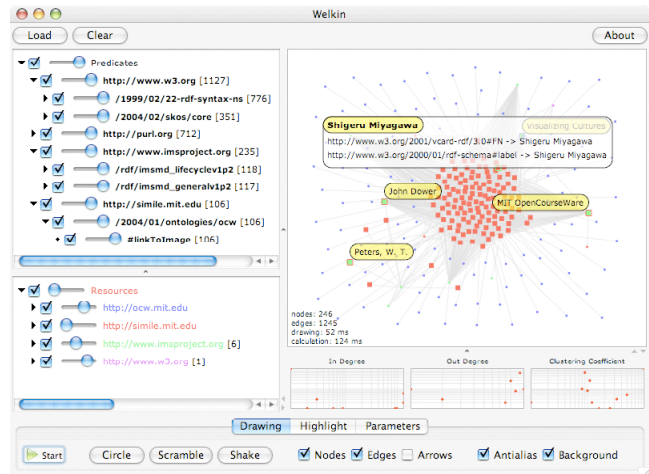 Welkin
Load Clear About
Predicates
http://www.w3.org [1127]
/1999/02/22-rdf-syntax-ns [776]
/2004/02/skos/core [351]
http://purl.org [712]
http://www.imsproject.org [235]
/rdf/imsmd_lifecyclev1p2 [118]
/rdf/imsmd_generalv1p2 [117]
http://simile.mit.edu [106]
/2004/01/ontologies/ocw [106]
#linkToImage [106]
Resources
http://ocw.mit.edu
http://simile.mit.edu
http://www.imsproject.org [6]
http://www.w3.org [1]
Shigeru Miyagawa
Visualizing Cultures
http://www.w3.org/2001/vcard-rdf/3.0#FN -> Shigeru Miyagawa
http://www.w3.org/2000/01/rdf-schema#label -> Shigeru Miyagawa
John Dower
MIT OpenCourseWare
Peters, W. T.
nodes: 246
edges: 1245
drawing: 52 ms
calculation: 124 ms
In Degree Out Degree Clustering Coefficient
Drawing Highlight Parameters
Start Circle Scramble Shake Nodes Edges Arrows Antialias Background